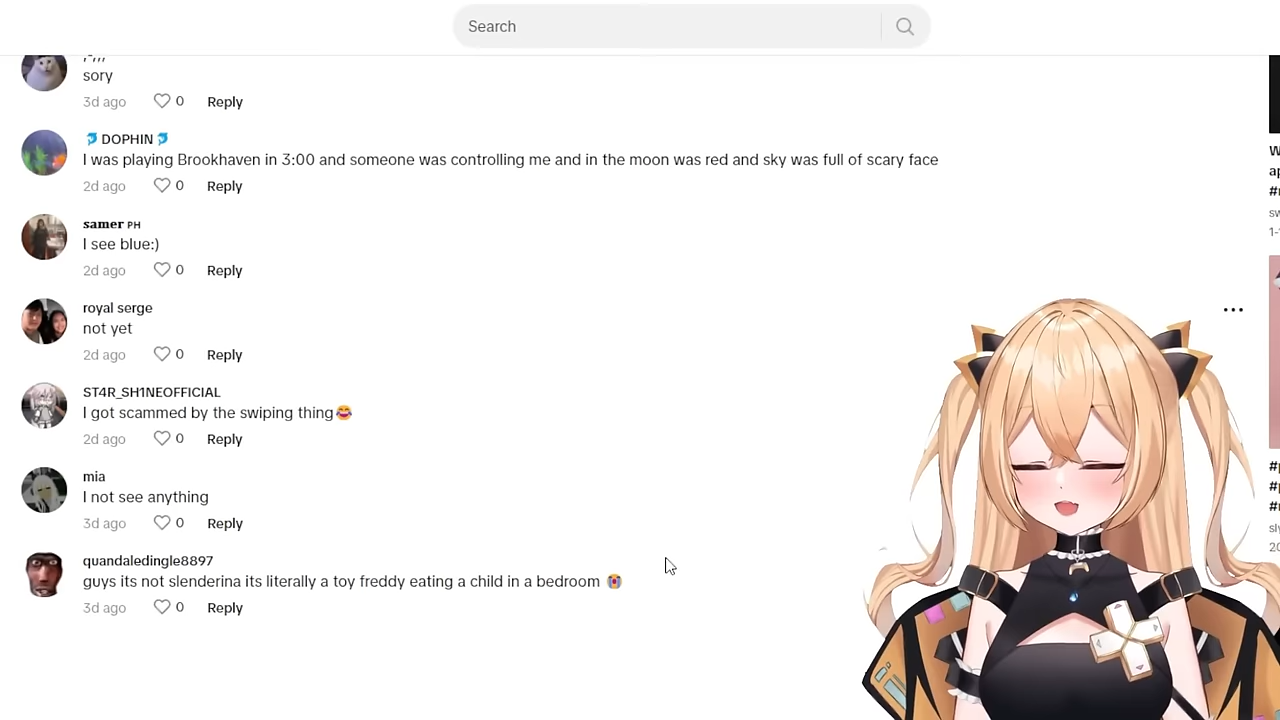 Search
sory
3d ago 0 Reply
🐬 DOPHIN 🐬
I was playing Brookhaven in 3:00 and someone was controlling me and in the moon was red and sky was full of scary face
2d ago 0 Reply
samer PH
I see blue:)
2d ago 0 Reply
royal serge
not yet
2d ago 0 Reply
ST4R_SH1NEOFFICIAL
I got scammed by the swiping thing😂
2d ago 0 Reply
mia
I not see anything
3d ago 0 Reply
quandaledingle8897
guys its not slenderina its literally a toy freddy eating a child in a bedroom 😭
3d ago 0 Reply